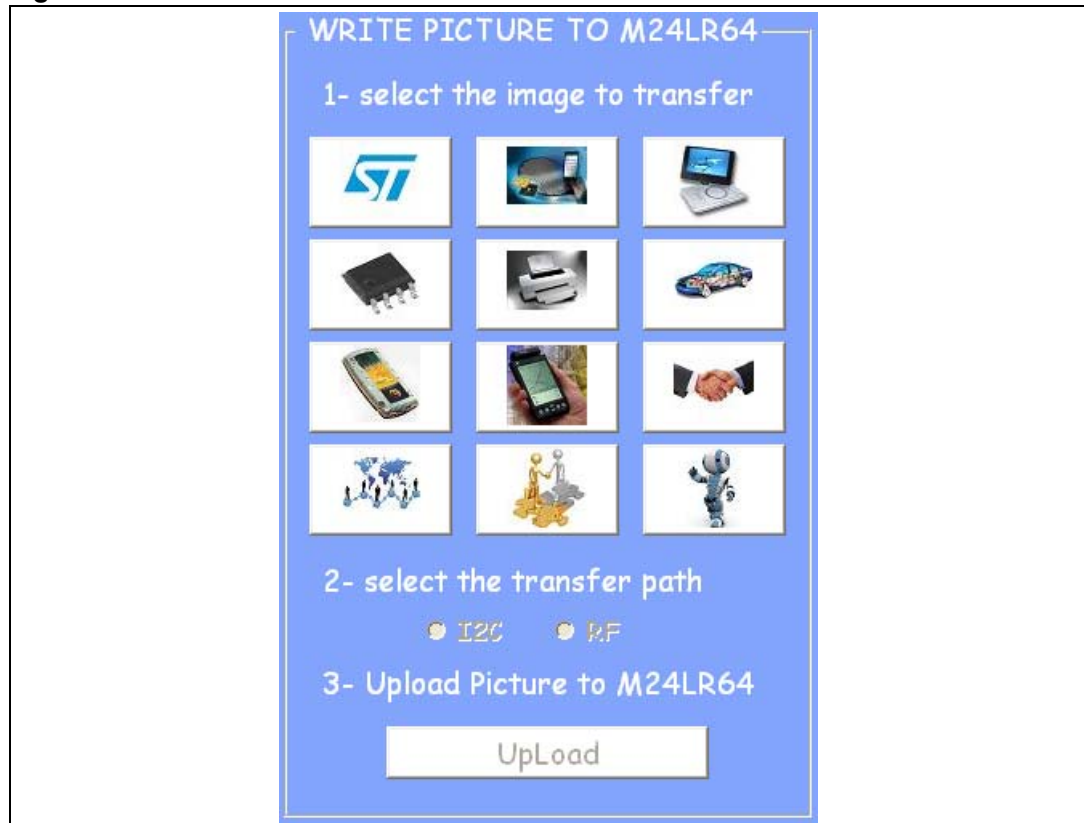 WRITE PICTURE TO M24LR64
1- select the image to transfer
ST
2- select the transfer path
I2C RF
3- Upload Picture to M24LR64
UpLoad